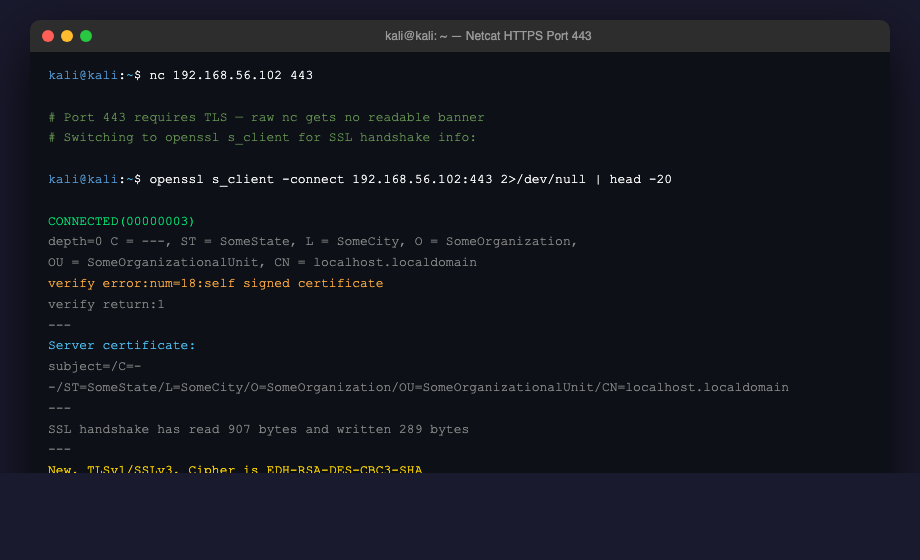 kali@kali: ~ — Netcat HTTPS Port 443
kali@kali:~$ nc 192.168.56.102 443
# Port 443 requires TLS — raw nc gets no readable banner
# Switching to openssl s_client for SSL handshake info:
kali@kali:~$ openssl s_client -connect 192.168.56.102:443 2>/dev/null | head -20
CONNECTED(00000003)
depth=0 C = ---, ST = SomeState, L = SomeCity, O = SomeOrganization,
OU = SomeOrganizationalUnit, CN = localhost.localdomain
verify error:num=18:self signed certificate
verify return:1
---
Server certificate:
subject=/C=-
-/ST=SomeState/L=SomeCity/O=SomeOrganization/OU=SomeOrganizationalUnit/CN=localhost.localdomain
---
SSL handshake has read 907 bytes and written 289 bytes
---
New, TLSv1/SSLv3, Cipher is EDH-RSA-DES-CBC3-SHA